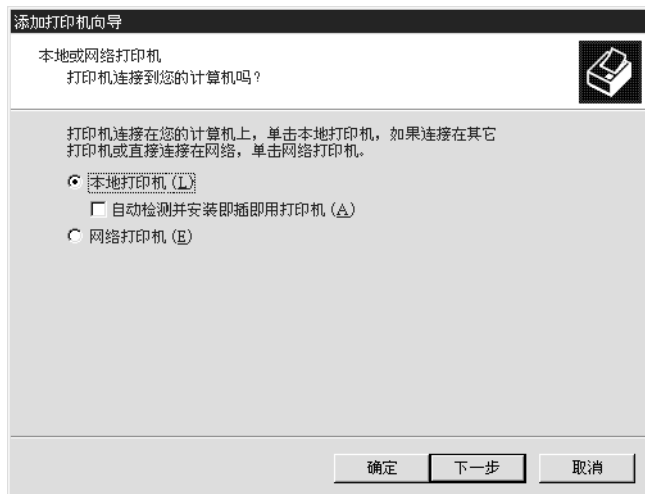 添加打印机向导
本地或网络打印机
打印机连接到您的计算机吗?
打印机连接在您的计算机上，单击本地打印机，如果连接在其它
打印机或直接连接在网络，单击网络打印机。
本地打印机(L)
自动检测并安装即插即用打印机(A)
网络打印机(E)
确定 下一步 取消